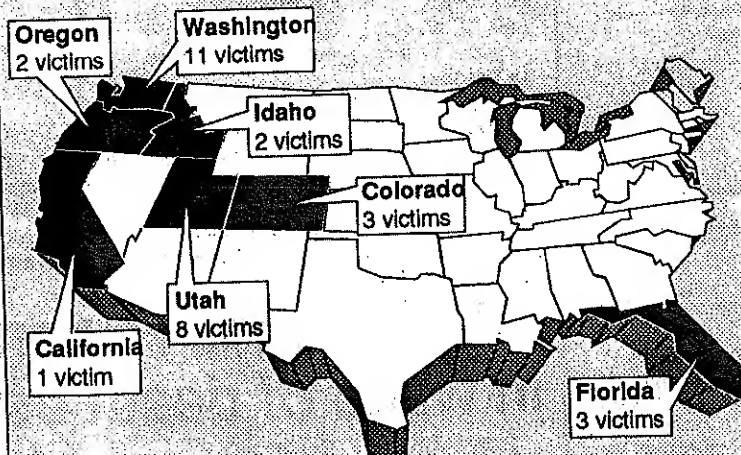 Oregon
2 victims
Washington
11 victims
Idaho
2 victims
Colorado
3 victims
Utah
8 victims
California
1 victim
Florida
3 victims